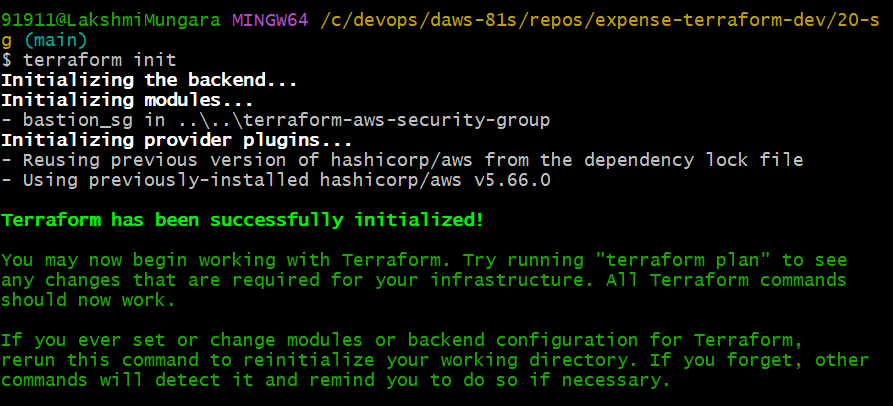 91911@LakshmiMungara MINGW64 /c/devops/daws-81s/repos/expense-terraform-dev/20-s
g (main)
$ terraform init
Initializing the backend...
Initializing modules...
- bastion_sg in ..\..\terraform-aws-security-group
Initializing provider plugins...
- Reusing previous version of hashicorp/aws from the dependency lock file
- Using previously-installed hashicorp/aws v5.66.0
Terraform has been successfully initialized!
You may now begin working with Terraform. Try running "terraform plan" to see
any changes that are required for your infrastructure. All Terraform commands
should now work.
If you ever set or change modules or backend configuration for Terraform,
rerun this command to reinitialize your working directory. If you forget, other
commands will detect it and remind you to do so if necessary.